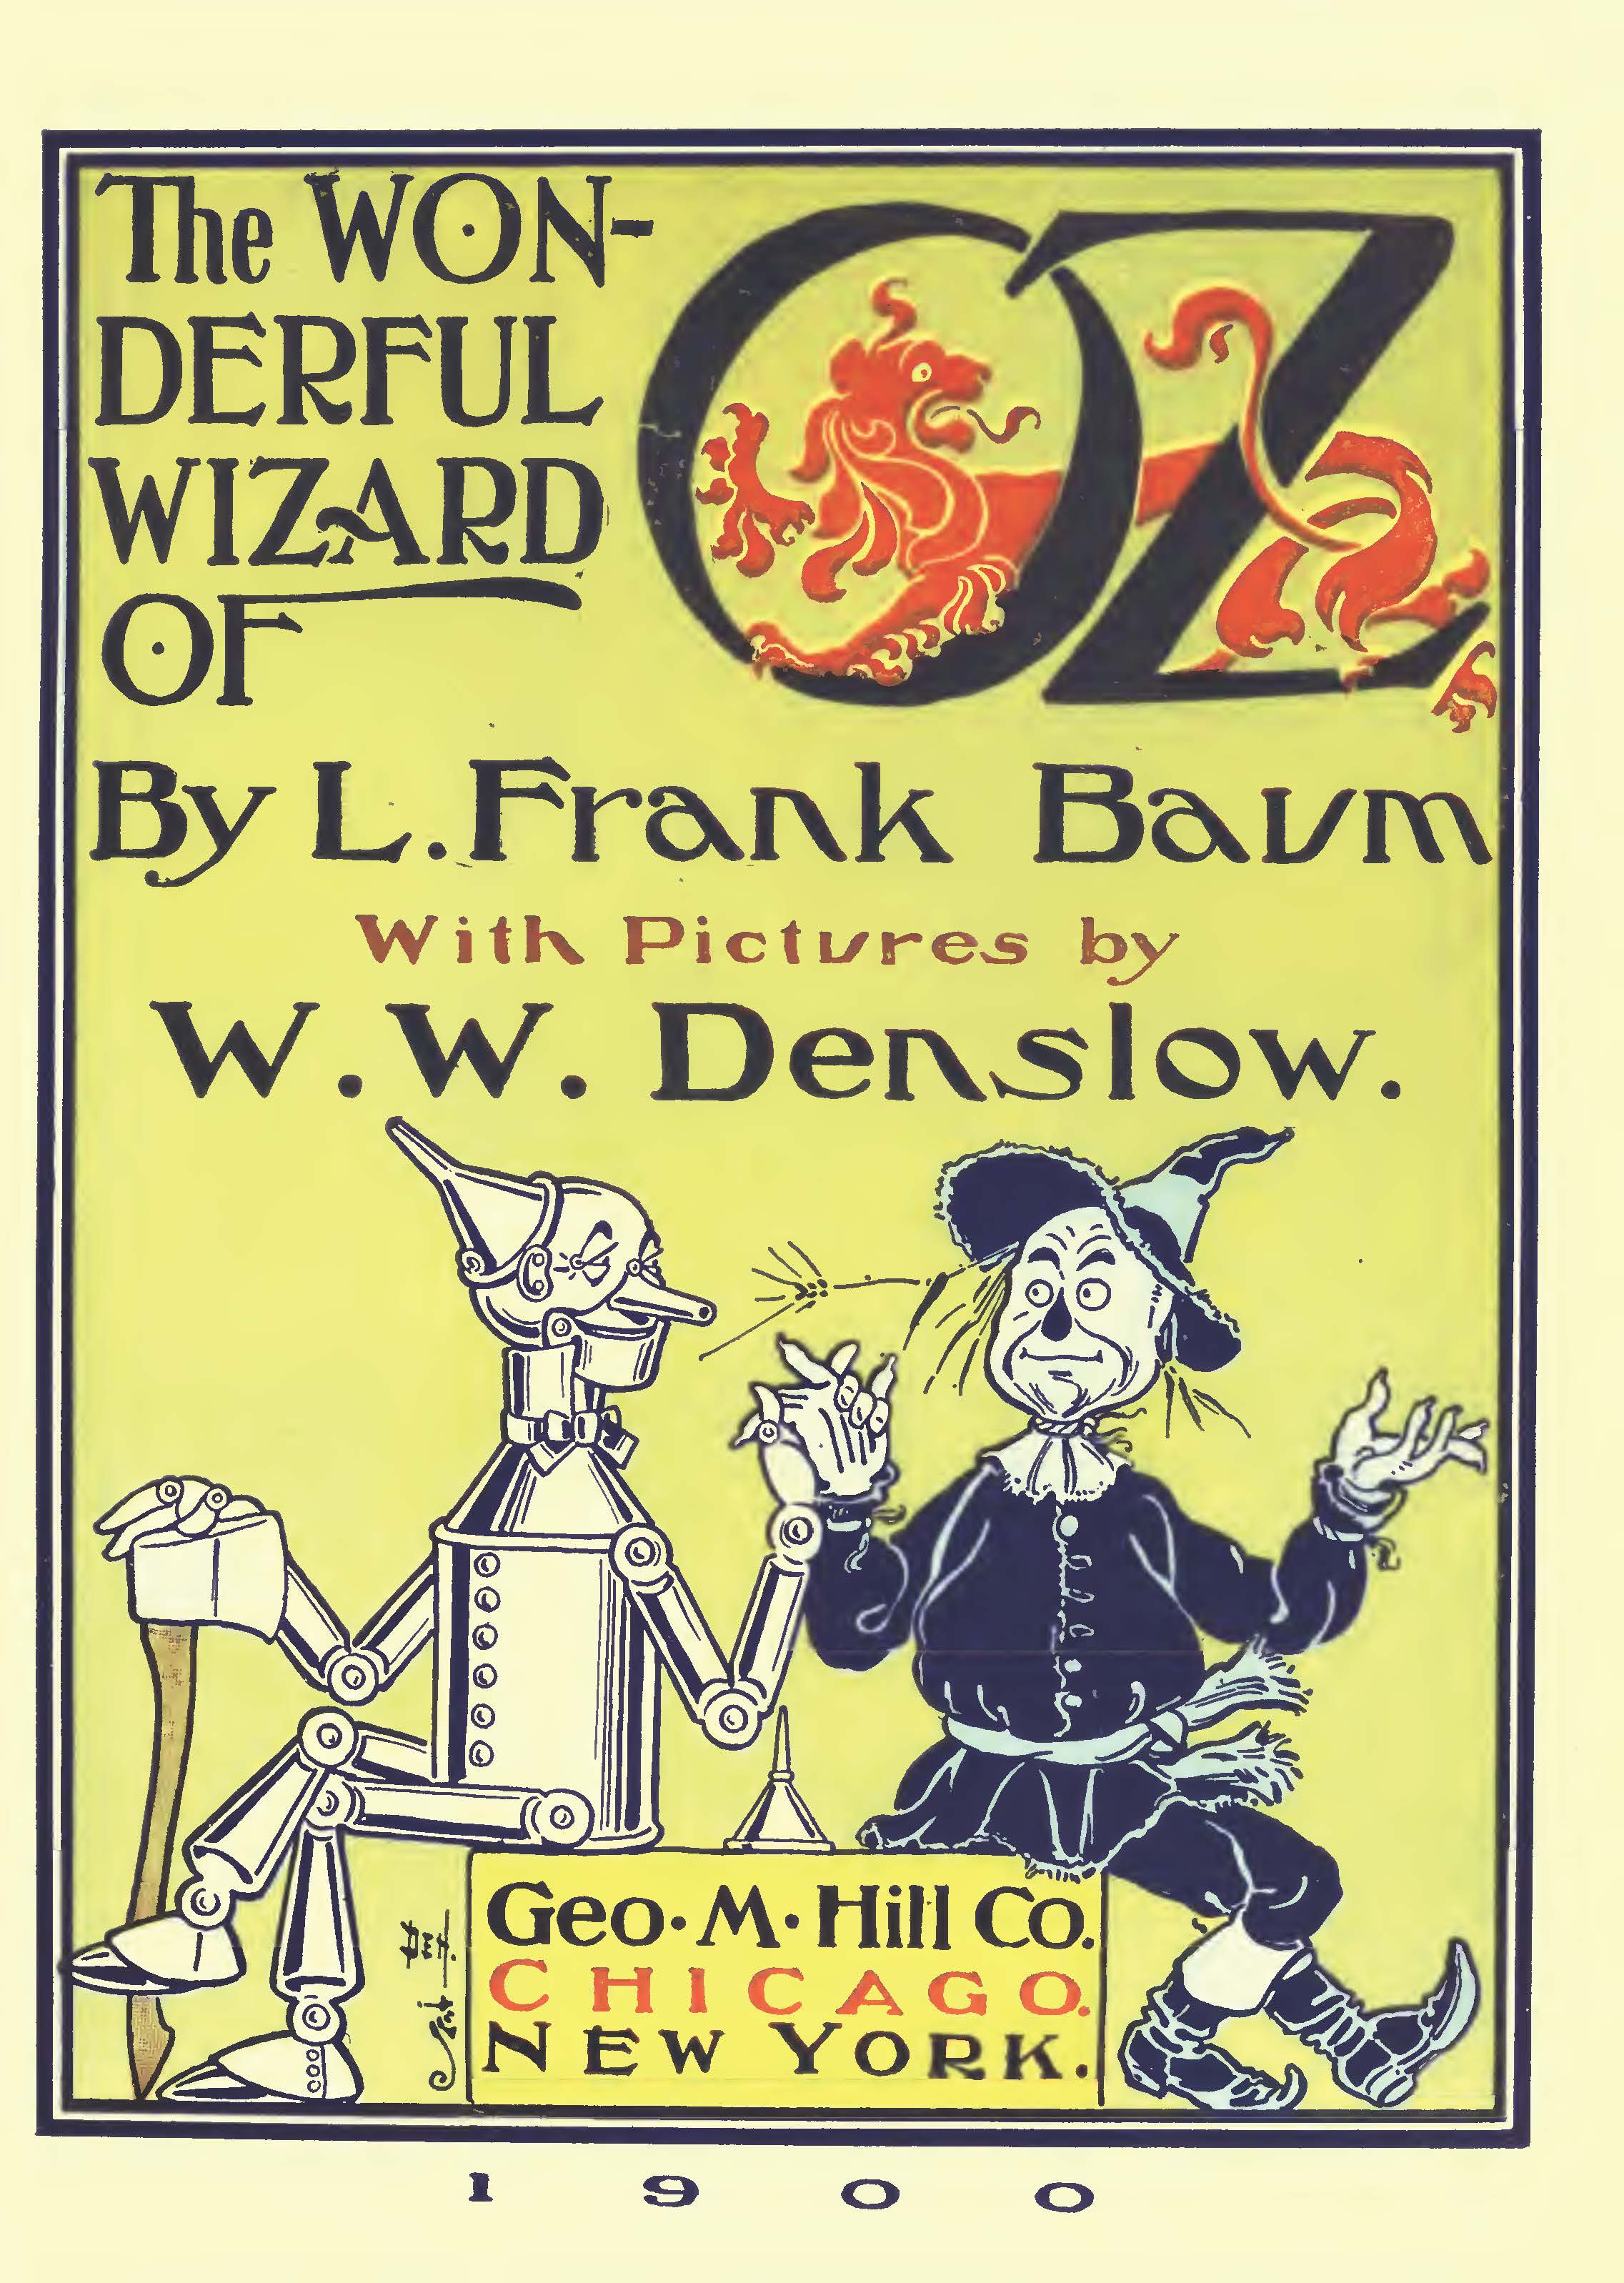 The WON-
DERFUL
WIZARD
OF
OZ
By L. Frank Baum
With Pictures by
W. W. Denslow.
Geo. M. Hill Co.
CHICAGO.
NEW YORK.
1900